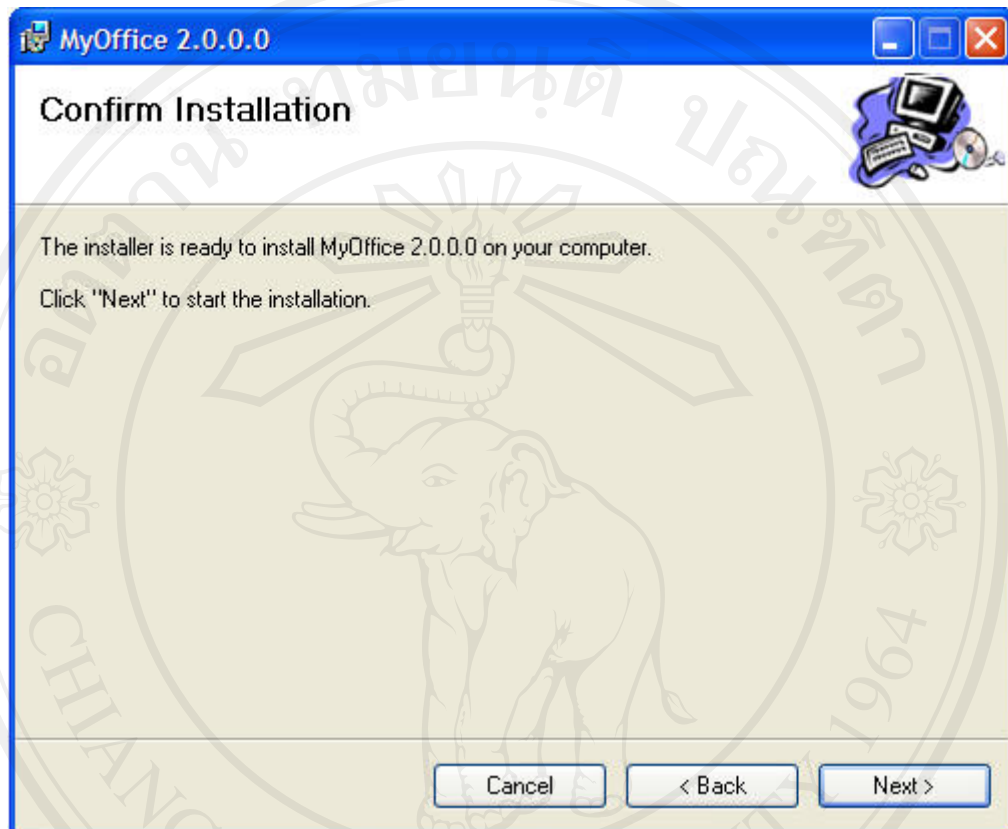 MyOffice 2.0.0.0
Confirm Installation
The installer is ready to install MyOffice 2.0.0.0 on your computer.
Click "Next" to start the installation.
Cancel
< Back
Next >
1964